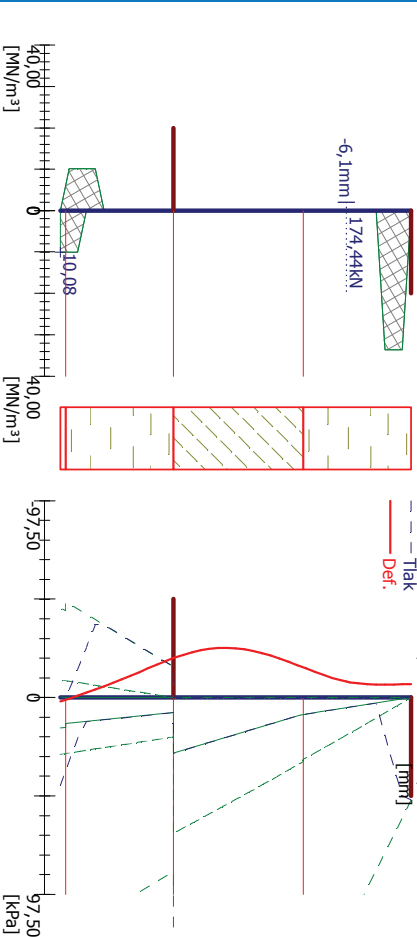 40,00
[MN/m³]
0
40,00
[MN/m³]
-6,1mm
174,44kN
10,08
Tlak
Def.
-97,50
0
97,50
[kPa]
[mm]